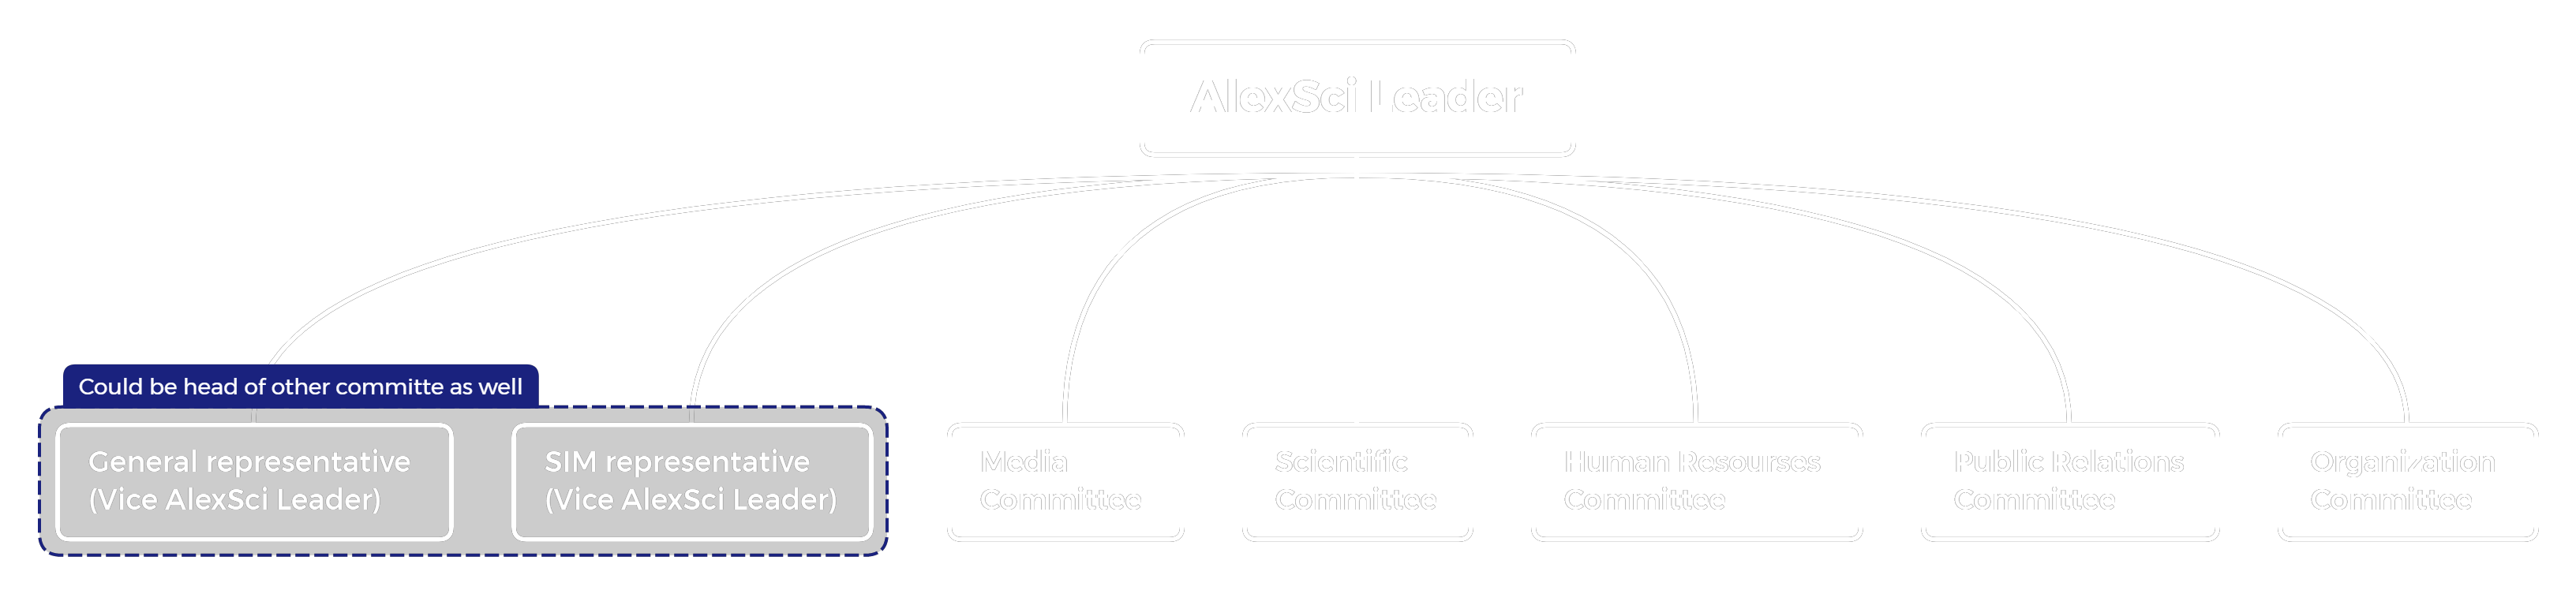 AlexSci Leader
Could be head of other committe as well
General representative
(Vice AlexSci Leader)
SIM representative
(Vice AlexSci Leader)
Media
Committee
Scientific
Committee
Human Resourses
Committee
Public Relations
Committee
Organization
Committee